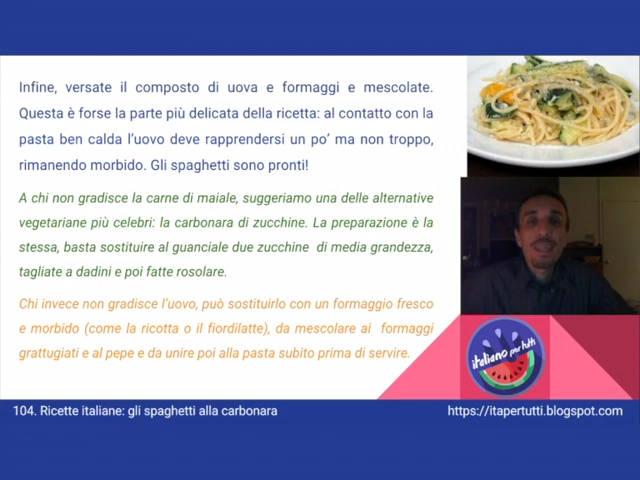 Infine, versate il composto di uova e formaggi e mescolate.
Questa è forse la parte più delicata della ricetta: al contatto con la
pasta ben calda l'uovo deve rapprendersi un po' ma non troppo,
rimanendo morbido. Gli spaghetti sono pronti!
A chi non gradisce la carne di maiale, suggeriamo una delle alternative
vegetariane più celebri: la carbonara di zucchine. La preparazione è la
stessa, basta sostituire al guanciale due zucchine di media grandezza,
tagliate a dadini e poi fatte rosolare.
Chi invece non gradisce l'uovo, può sostituirlo con un formaggio fresco
e morbido (come la ricotta o il fiordilatte), da mescolare ai formaggi
grattugiati e al pepe e da unire poi alla pasta subito prima di servire.
italiano per tutti
104. Ricette italiane: gli spaghetti alla carbonara
https://itapertutti.blogspot.com